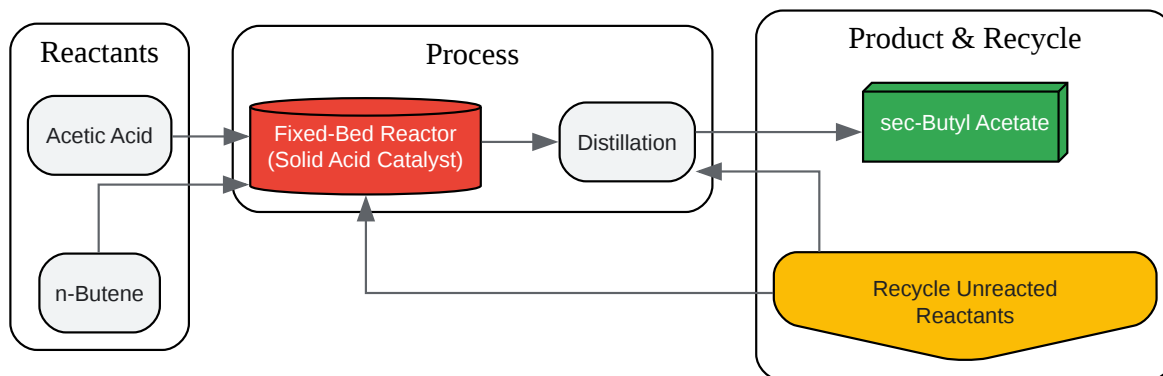 Reactants
Acetic Acid
n-Butene
Process
Fixed-Bed Reactor
(Solid Acid Catalyst)
Distillation
Product & Recycle
sec-Butyl Acetate
Recycle Unreacted
Reactants